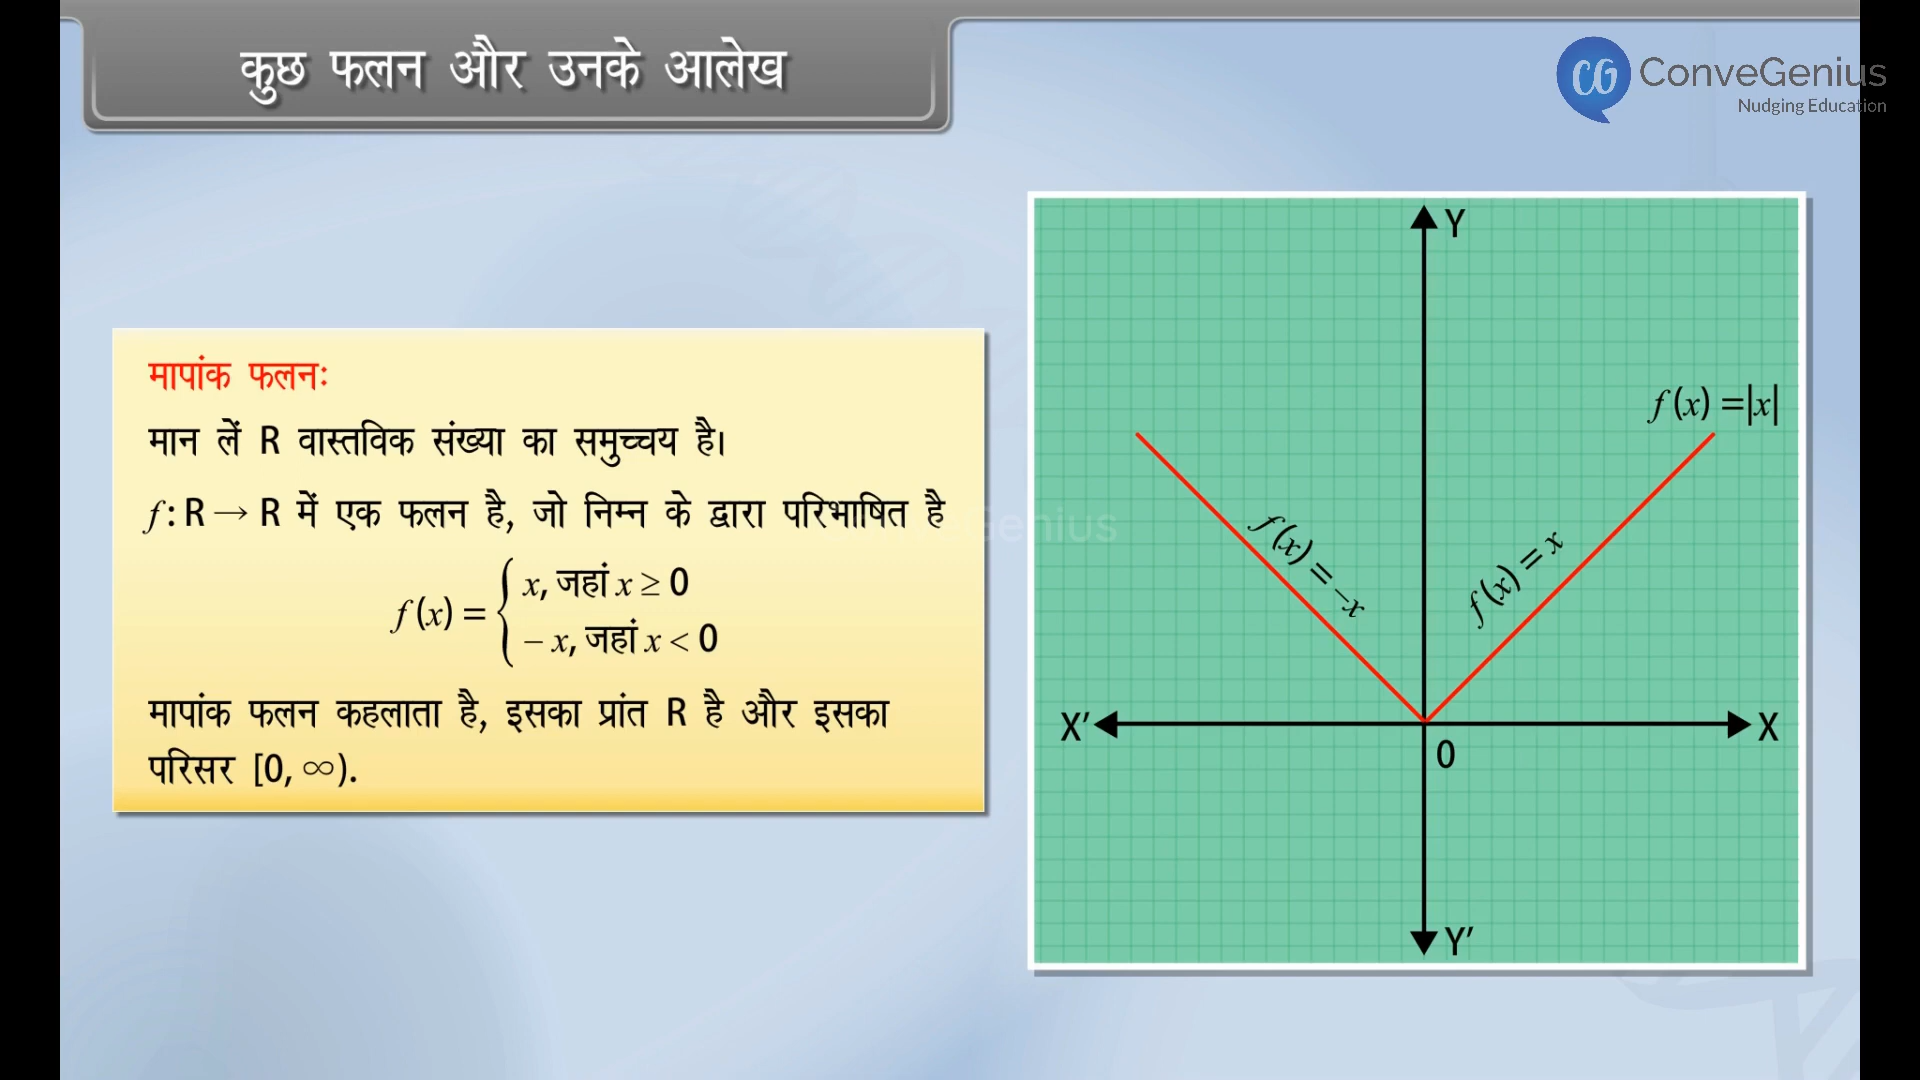 कुछ फलन और उनके आलेख
CG ConveGenius
Nudging Education
मापांक फलनः
मान लें R वास्तविक संख्या का समुच्चय है।
f : R → R में एक फलन है, जो निम्न के द्वारा परिभाषित है
f (x) = { x, जहां x ≥ 0
– x, जहां x < 0
मापांक फलन कहलाता है, इसका प्रांत R है और इसका
परिसर [0, ∞).
Y
f (x) =|x|
f (x) = –x
f (x) = x
X′
X
0
Y′